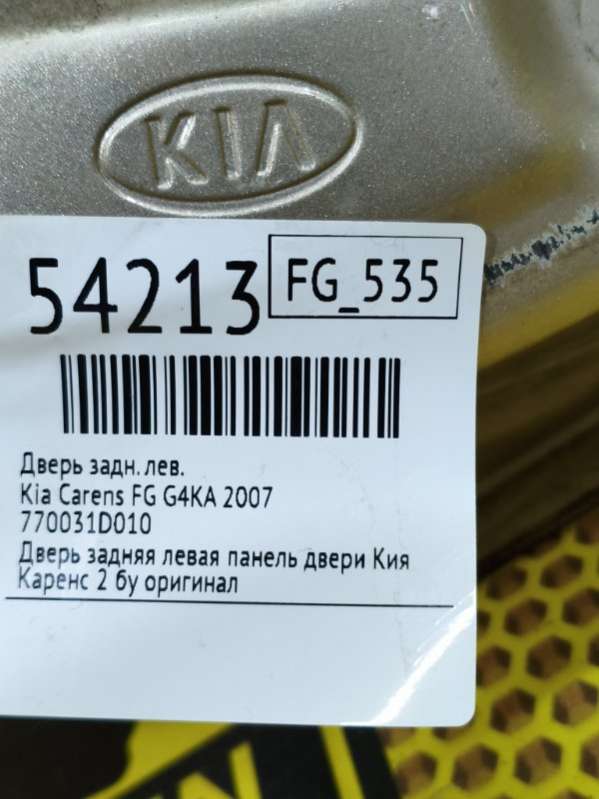 KIA
54213
FG_535
Дверь задн. лев.
Kia Carens FG G4KA 2007
770031D010
Дверь задняя левая панель двери Кия
Каренс 2 бу оригинал